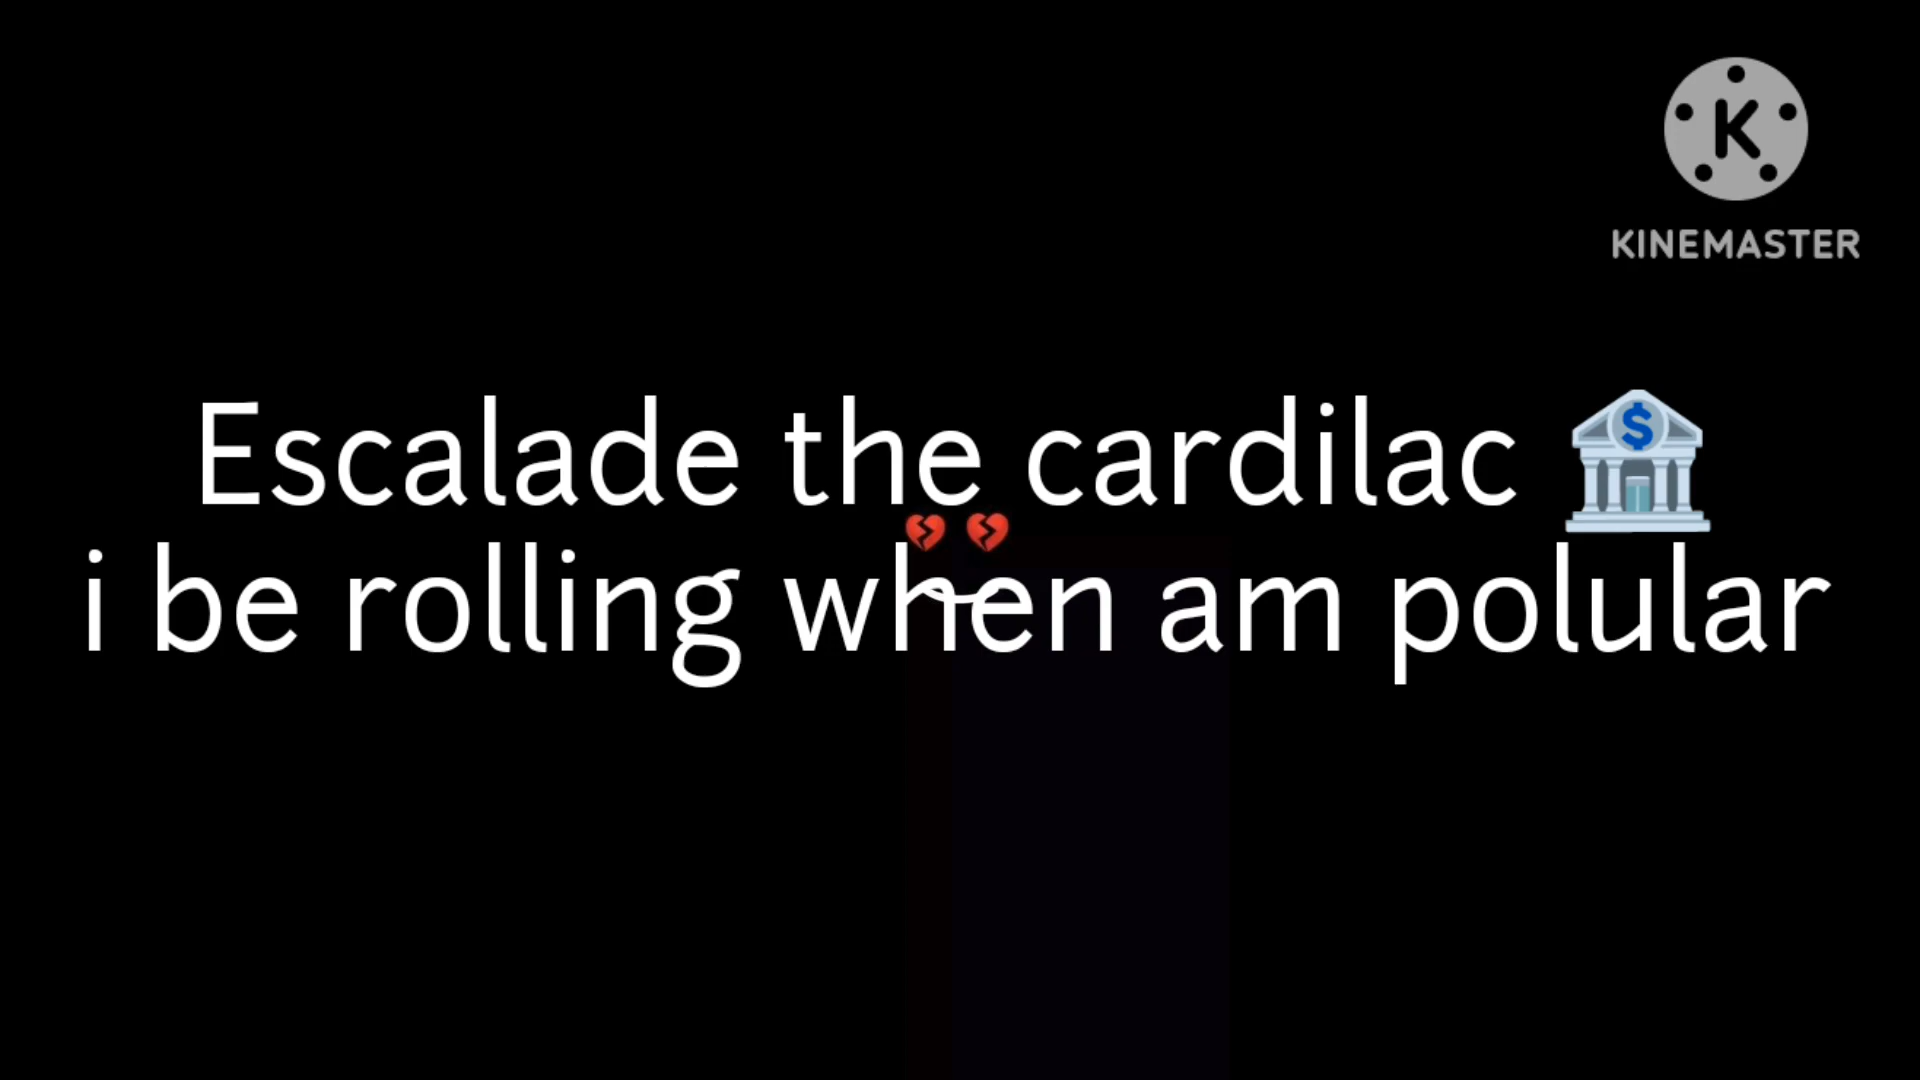 K
KINEMASTER
Escalade the cardilac 🏦
💔 💔
i be rolling when am polular